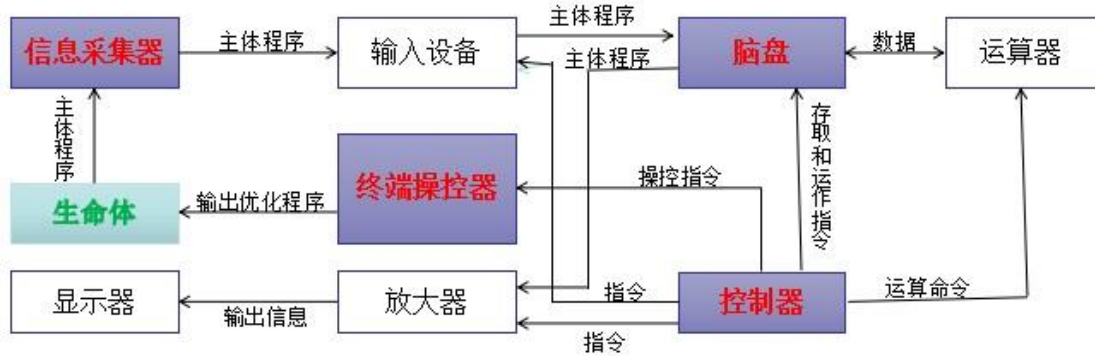 主体程序
信息采集器
主体程序
输入设备
主体程序
脑盘
数据
运算器
主体程序
存取和运作指令
终端操控器
操控指令
生命体
输出优化程序
显示器
输出信息
放大器
指令
指令
控制器
运算命令